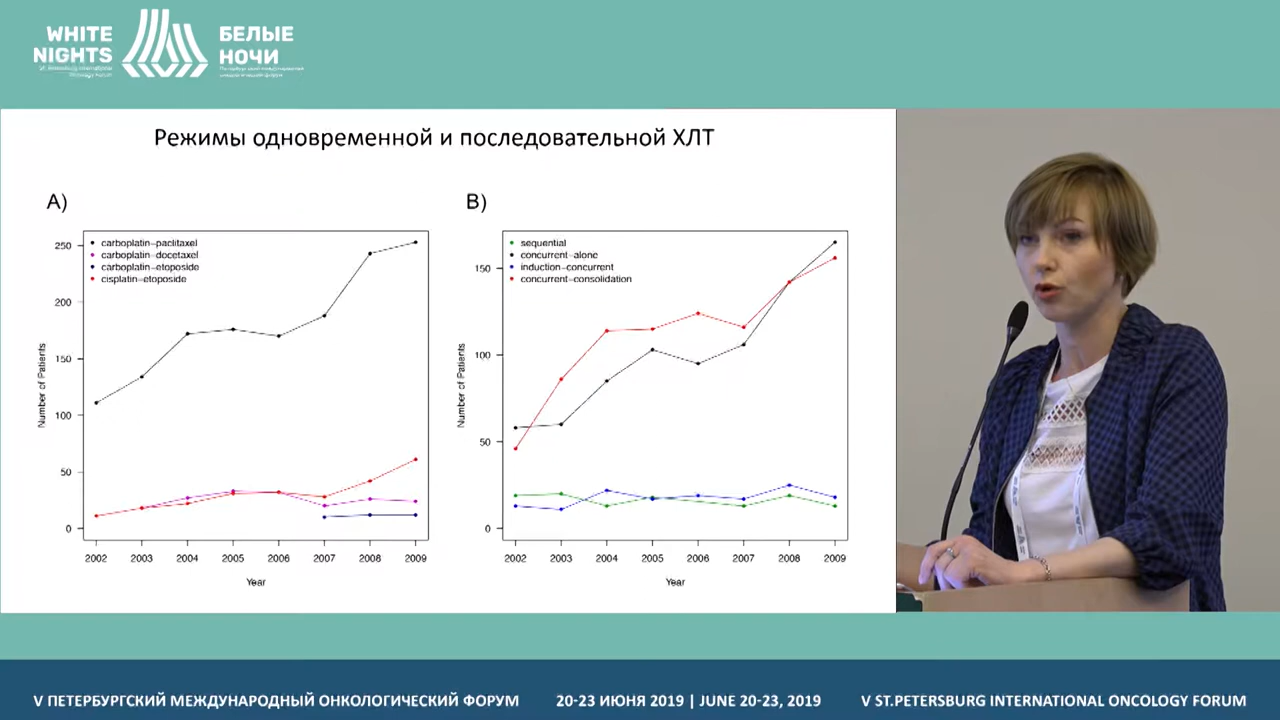 WHITE
NIGHTS
БЕЛЫЕ
НОЧИ
Режимы одновременной и последовательной ХЛТ
A)
carboplatin–paclitaxel
carboplatin–docetaxel
carboplatin–etoposide
cisplatin–etoposide
Number of Patients
250
200
150
100
50
0
2002 2003 2004 2005 2006 2007 2008 2009
Year
B)
sequential
concurrent–alone
induction–concurrent
concurrent–consolidation
Number of Patients
150
100
50
0
2002 2003 2004 2005 2006 2007 2008 2009
Year
V ПЕТЕРБУРГСКИЙ МЕЖДУНАРОДНЫЙ ОНКОЛОГИЧЕСКИЙ ФОРУМ 20-23 ИЮНЯ 2019 | JUNE 20-23, 2019 V ST.PETERSBURG INTERNATIONAL ONCOLOGY FORUM